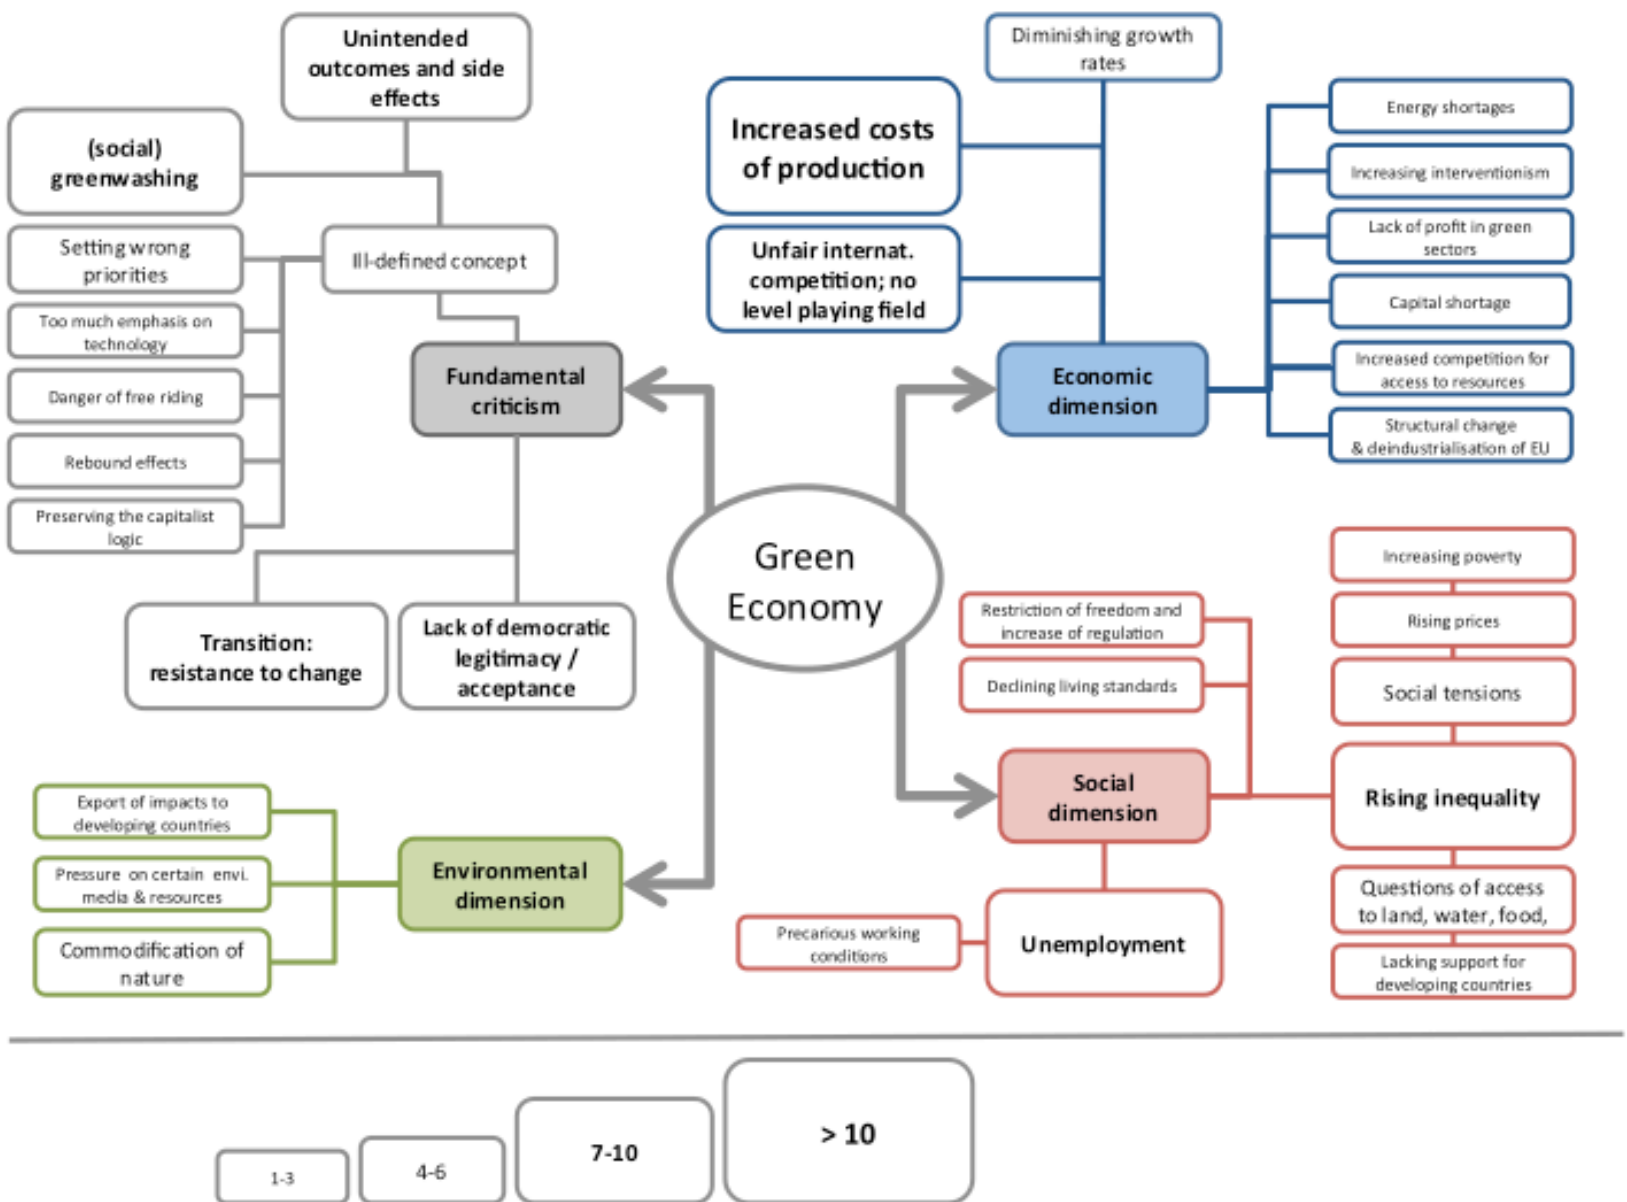 Unintended
outcomes and side
effects
(social)
greenwashing
Setting wrong
priorities
Ill-defined concept
Too much emphasis on
technology
Danger of free riding
Rebound effects
Preserving the capitalist
logic
Fundamental
criticism
Transition:
resistance to change
Lack of democratic
legitimacy /
acceptance
Diminishing growth
rates
Increased costs
of production
Unfair internat.
competition; no
level playing field
Economic
dimension
Energy shortages
Increasing interventionism
Lack of profit in green
sectors
Capital shortage
Increased competition for
access to resources
Structural change
& deindustrialisation of EU
Green
Economy
Export of impacts to
developing countries
Pressure on certain envi.
media & resources
Commodification of
nature
Environmental
dimension
Restriction of freedom and
increase of regulation
Declining living standards
Social
dimension
Precarious working
conditions
Unemployment
Increasing poverty
Rising prices
Social tensions
Rising inequality
Questions of access
to land, water, food,
Lacking support for
developing countries
1-3
4-6
7-10
> 10